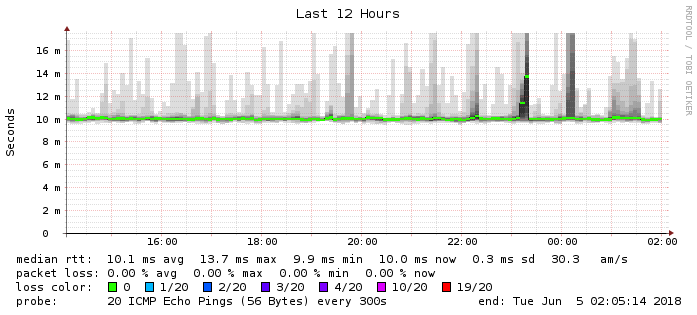 Last 12 Hours
RRDTOOL / TOBI OETIKER
Seconds
16 m
14 m
12 m
10 m
8 m
6 m
4 m
2 m
0
16:00 18:00 20:00 22:00 00:00 02:00
median rtt: 10.1 ms avg 13.7 ms max 9.9 ms min 10.0 ms now 0.3 ms sd 30.3 am/s
packet loss: 0.00 % avg 0.00 % max 0.00 % min 0.00 % now
loss color: 0 1/20 2/20 3/20 4/20 10/20 19/20
probe: 20 ICMP Echo Pings (56 Bytes) every 300s end: Tue Jun 5 02:05:14 2018